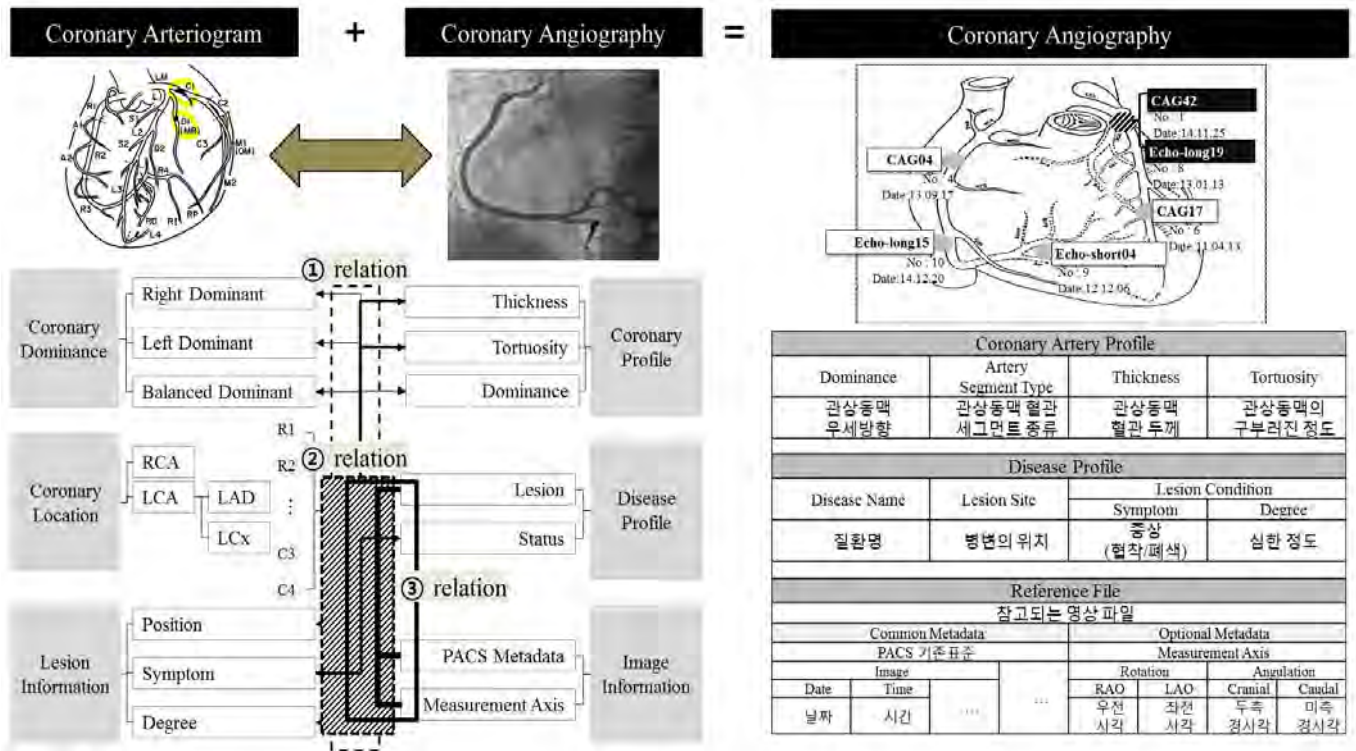 Coronary Arteriogram
+
Coronary Angiography
=
Coronary Angiography
LM
C1
C2
R1
L1
S1
A1
D1
(MR)
L2
S2
D2
C3
M1
(OM)
A2
R2
R4
M2
L3
R3
RD
RI
RP
L4
CAG42
No : 1
Date:14.11.25
Echo-long19
No : 8
Date:13.01.13
CAG04
No : 4
Date:13.09.17
CAG17
No : 6
Date:11.04.13
Echo-long15
No : 10
Date:14.12.20
Echo-short04
No : 9
Date:12.12.06
① relation
Coronary
Dominance
Right Dominant
Left Dominant
Balanced Dominant
Thickness
Tortuosity
Dominance
Coronary
Profile
② relation
Coronary
Location
RCA
LCA
LAD
LCx
R1
R2
⋮
C3
C4
Lesion
Status
Disease
Profile
③ relation
Lesion
Information
Position
Symptom
Degree
PACS Metadata
Measurement Axis
Image
Information
Coronary Artery Profile
Dominance
Artery
Segment Type
Thickness
Tortuosity
관상동맥
우세방향
관상동맥 혈관
세그먼트 종류
관상동맥
혈관 두께
관상동맥의
구부러진 정도
Disease Profile
Disease Name
Lesion Site
Lesion Condition
Symptom
Degree
질환명
병변의 위치
증상
(협착/폐색)
심한 정도
Reference File
참고되는 영상 파일
Common Metadata
Optional Metadata
PACS 기존표준
Measurement Axis
Image
Rotation
Angulation
Date
Time
....
...
RAO
LAO
Cranial
Caudal
날짜
시간
우전
시각
좌전
사각
두측
경사각
미측
경사각